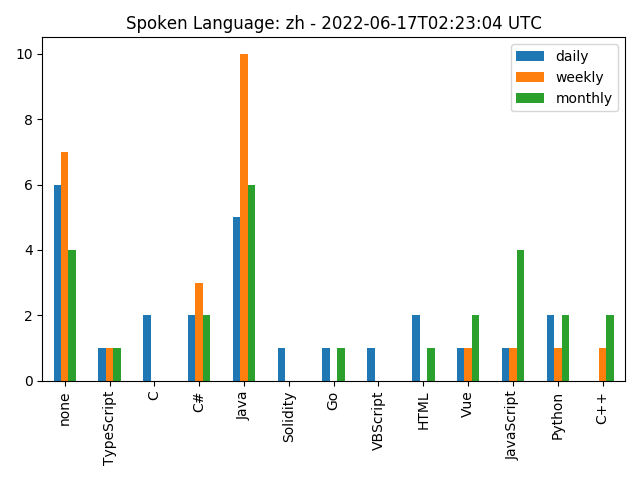 Spoken Language: zh - 2022-06-17T02:23:04 UTC
daily
weekly
monthly
10
8
6
4
2
0
none
TypeScript
C
C#
Java
Solidity
Go
VBScript
HTML
Vue
JavaScript
Python
C++